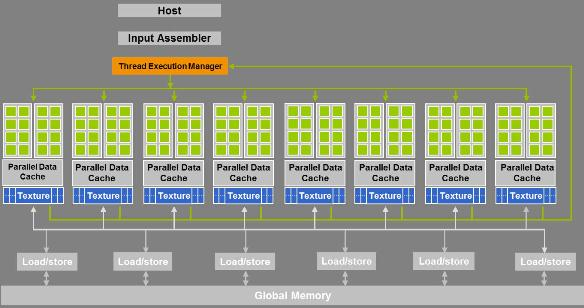 Host
Input Assembler
Thread Execution Manager
Parallel Data
Cache
Parallel Data
Cache
Parallel Data
Cache
Parallel Data
Cache
Parallel Data
Cache
Parallel Data
Cache
Parallel Data
Cache
Parallel Data
Cache
Texture
Texture
Texture
Texture
Texture
Texture
Texture
Texture
Load/store
Load/store
Load/store
Load/store
Load/store
Load/store
Global Memory